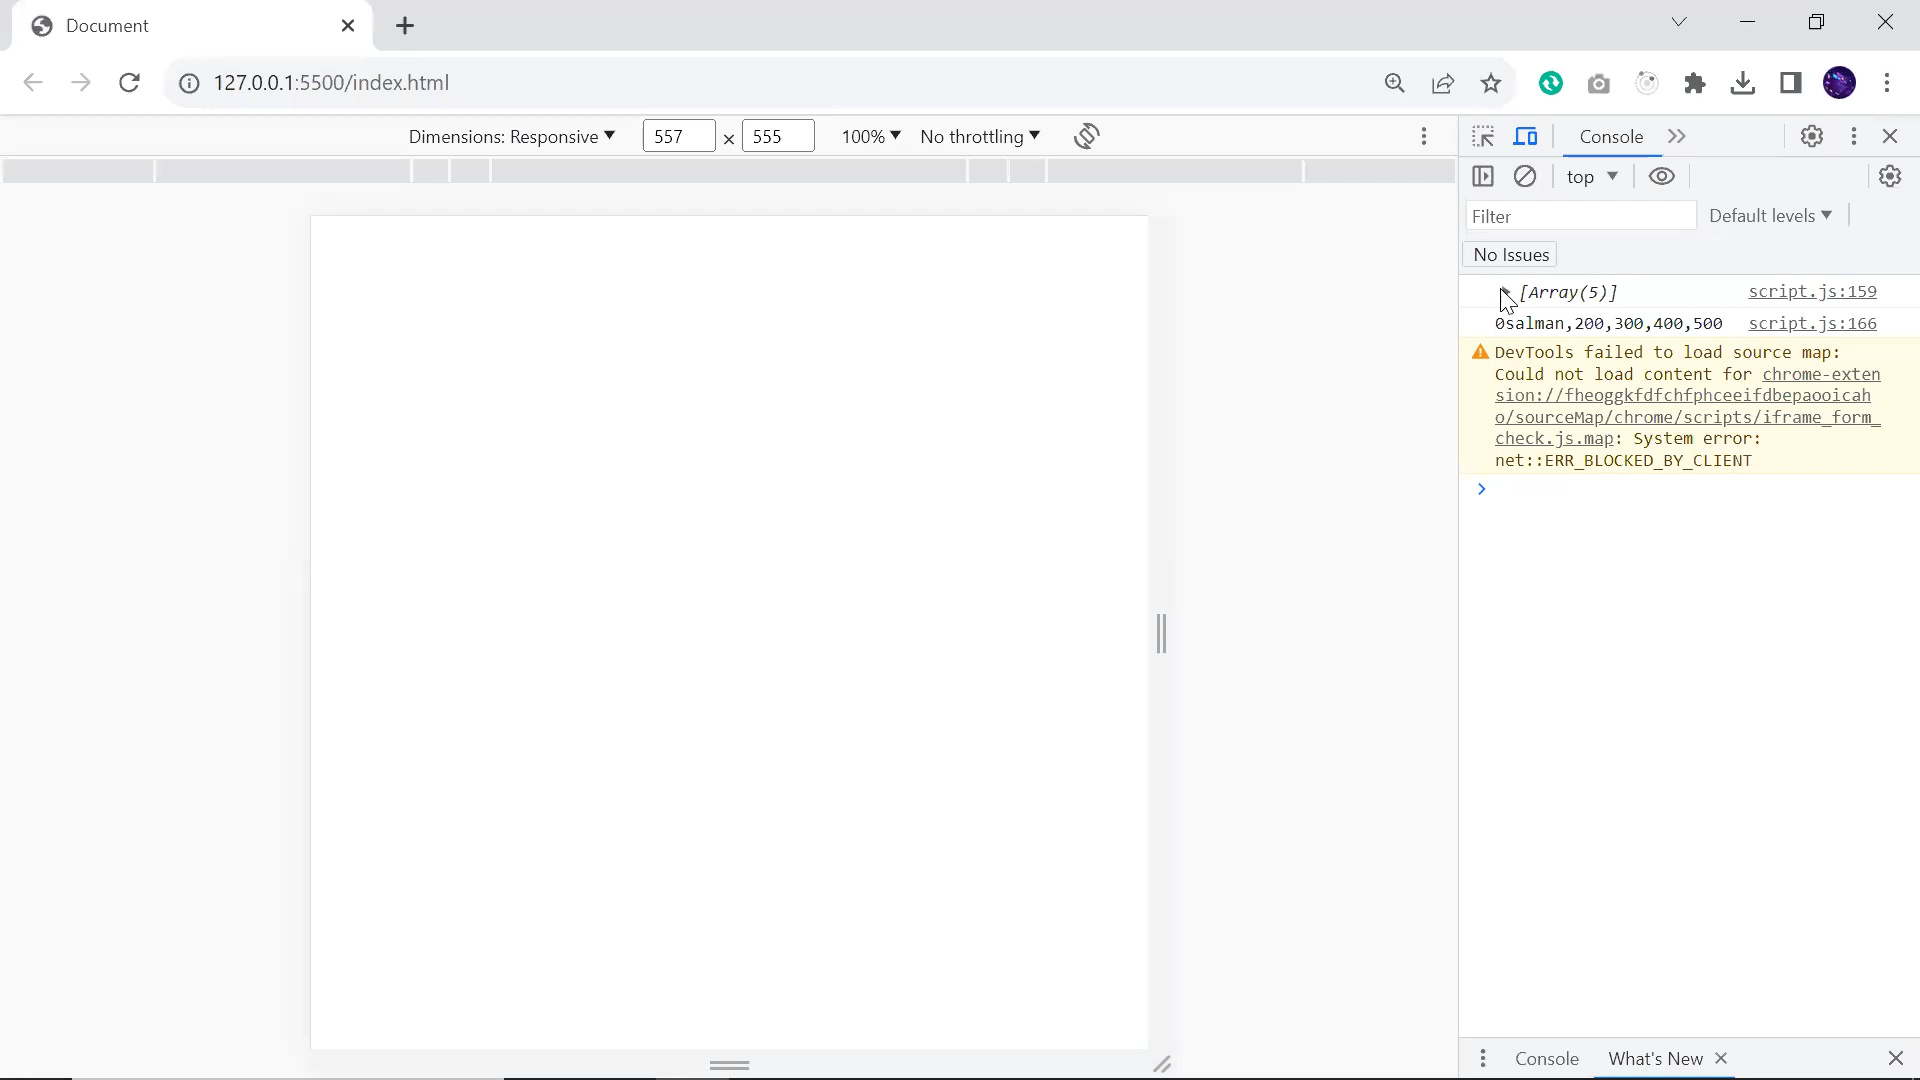 Document
127.0.0.1:5500/index.html
Dimensions: Responsive 557 x 555 100% No throttling
Console
top
Filter Default levels
No Issues
[Array(5)] script.js:159
0salman,200,300,400,500 script.js:166
DevTools failed to load source map:
Could not load content for chrome-exten
sion://fheoggkfdfchfphceeifdbepaooicah
o/sourceMap/chrome/scripts/iframe_form_
check.js.map: System error:
net::ERR_BLOCKED_BY_CLIENT
Console What's New